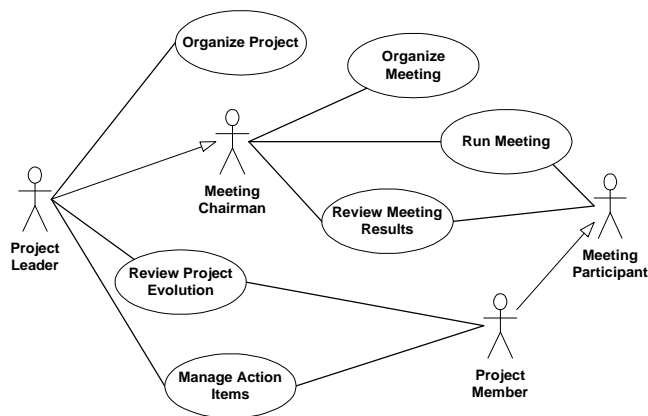 Organize Project
Organize
Meeting
Run Meeting
Meeting
Chairman
Review Meeting
Results
Project
Leader
Meeting
Participant
Review Project
Evolution
Manage Action
Items
Project
Member